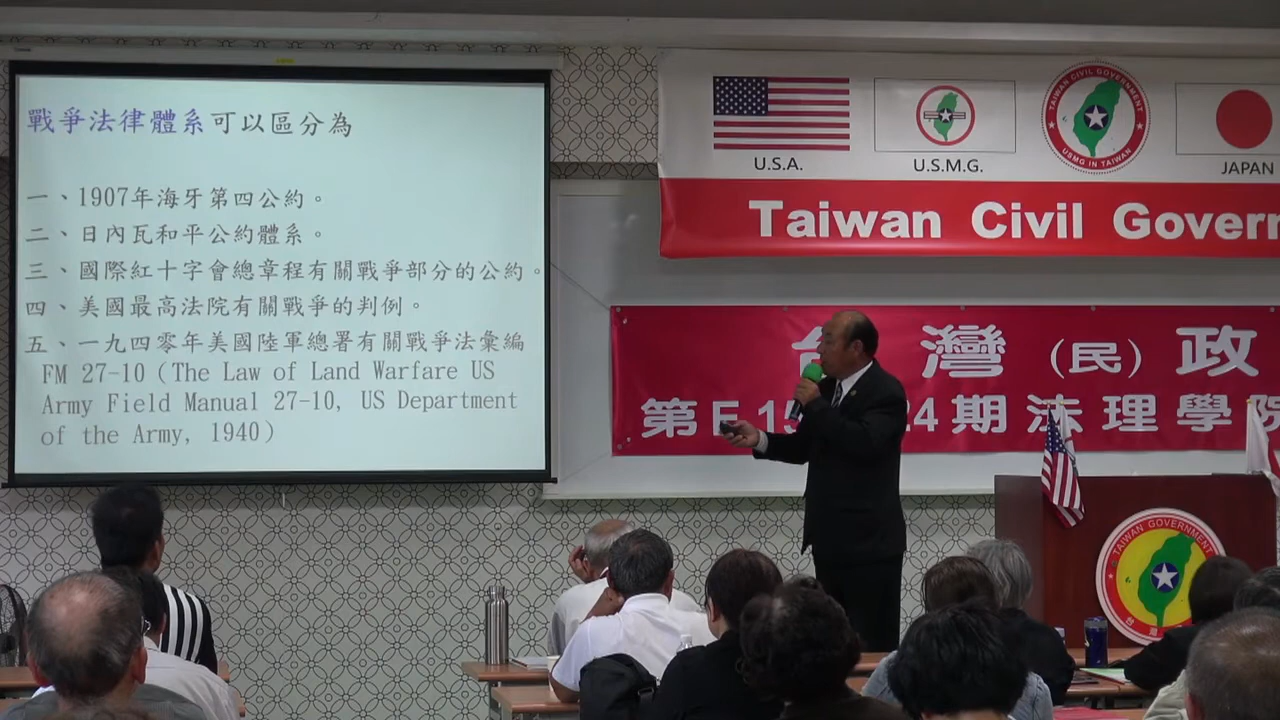 戰爭法律體系可以區分為
一、1907年海牙第四公約。
二、日內瓦和平公約體系。
三、國際紅十字會總章程有關戰爭部分的公約。
四、美國最高法院有關戰爭的判例。
五、一九四零年美國陸軍總署有關戰爭法彙編
FM 27-10 (The Law of Land Warfare US
Army Field Manual 27-10, US Department
of the Army, 1940)
U.S.A.
U.S.M.G.
TAIWAN CIVIL GOVERNMENT
USMG IN TAIWAN
JAPAN
Taiwan Civil Govern
台灣(民)政
第E15 24期法理學院
TAIWAN GOVERNMENT
台灣